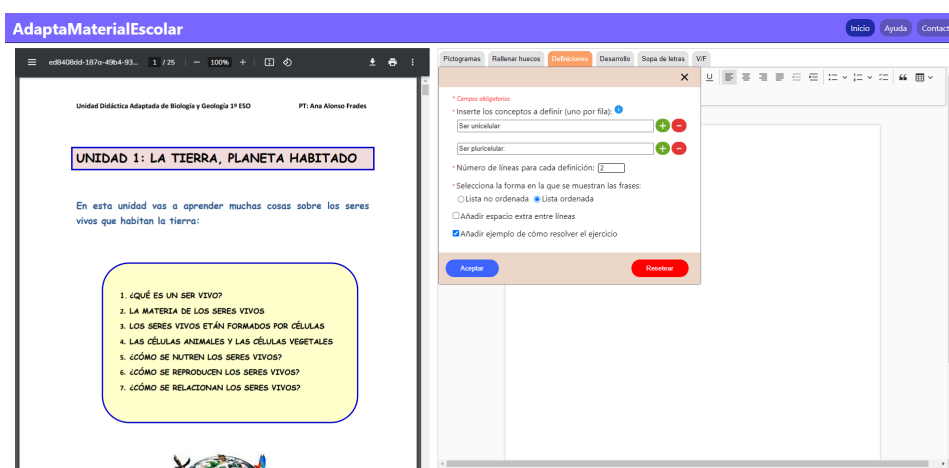 AdaptaMaterialEscolar
Inicio
Ayuda
Contact
ed8408dd-187a-49b4-93...
1 / 25
100%
Unidad Didáctica Adaptada de Biología y Geología 1º ESO
PT: Ana Alonso Frades
UNIDAD 1: LA TIERRA, PLANETA HABITADO
En esta unidad vas a aprender muchas cosas sobre los seres
vivos que habitan la tierra:
1. ¿QUÉ ES UN SER VIVO?
2. LA MATERIA DE LOS SERES VIVOS
3. LOS SERES VIVOS ETÁN FORMADOS POR CÉLULAS
4. LAS CÉLULAS ANIMALES Y LAS CÉLULAS VEGETALES
5. ¿CÓMO SE NUTREN LOS SERES VIVOS?
6. ¿CÓMO SE REPRODUCEN LOS SERES VIVOS?
7. ¿CÓMO SE RELACIONAN LOS SERES VIVOS?
Pictogramas
Rellenar huecos
Definiciones
Desarrollo
Sopa de letras
V/F
* Campos obligatorios
* Inserte los conceptos a definir (uno por fila):
Ser unicelular:
Ser pluricelular:
* Número de líneas para cada definición: 2
* Selecciona la forma en la que se muestran las frases:
Lista no ordenada Lista ordenada
Añadir espacio extra entre líneas
Añadir ejemplo de cómo resolver el ejercicio
Aceptar
Resetear